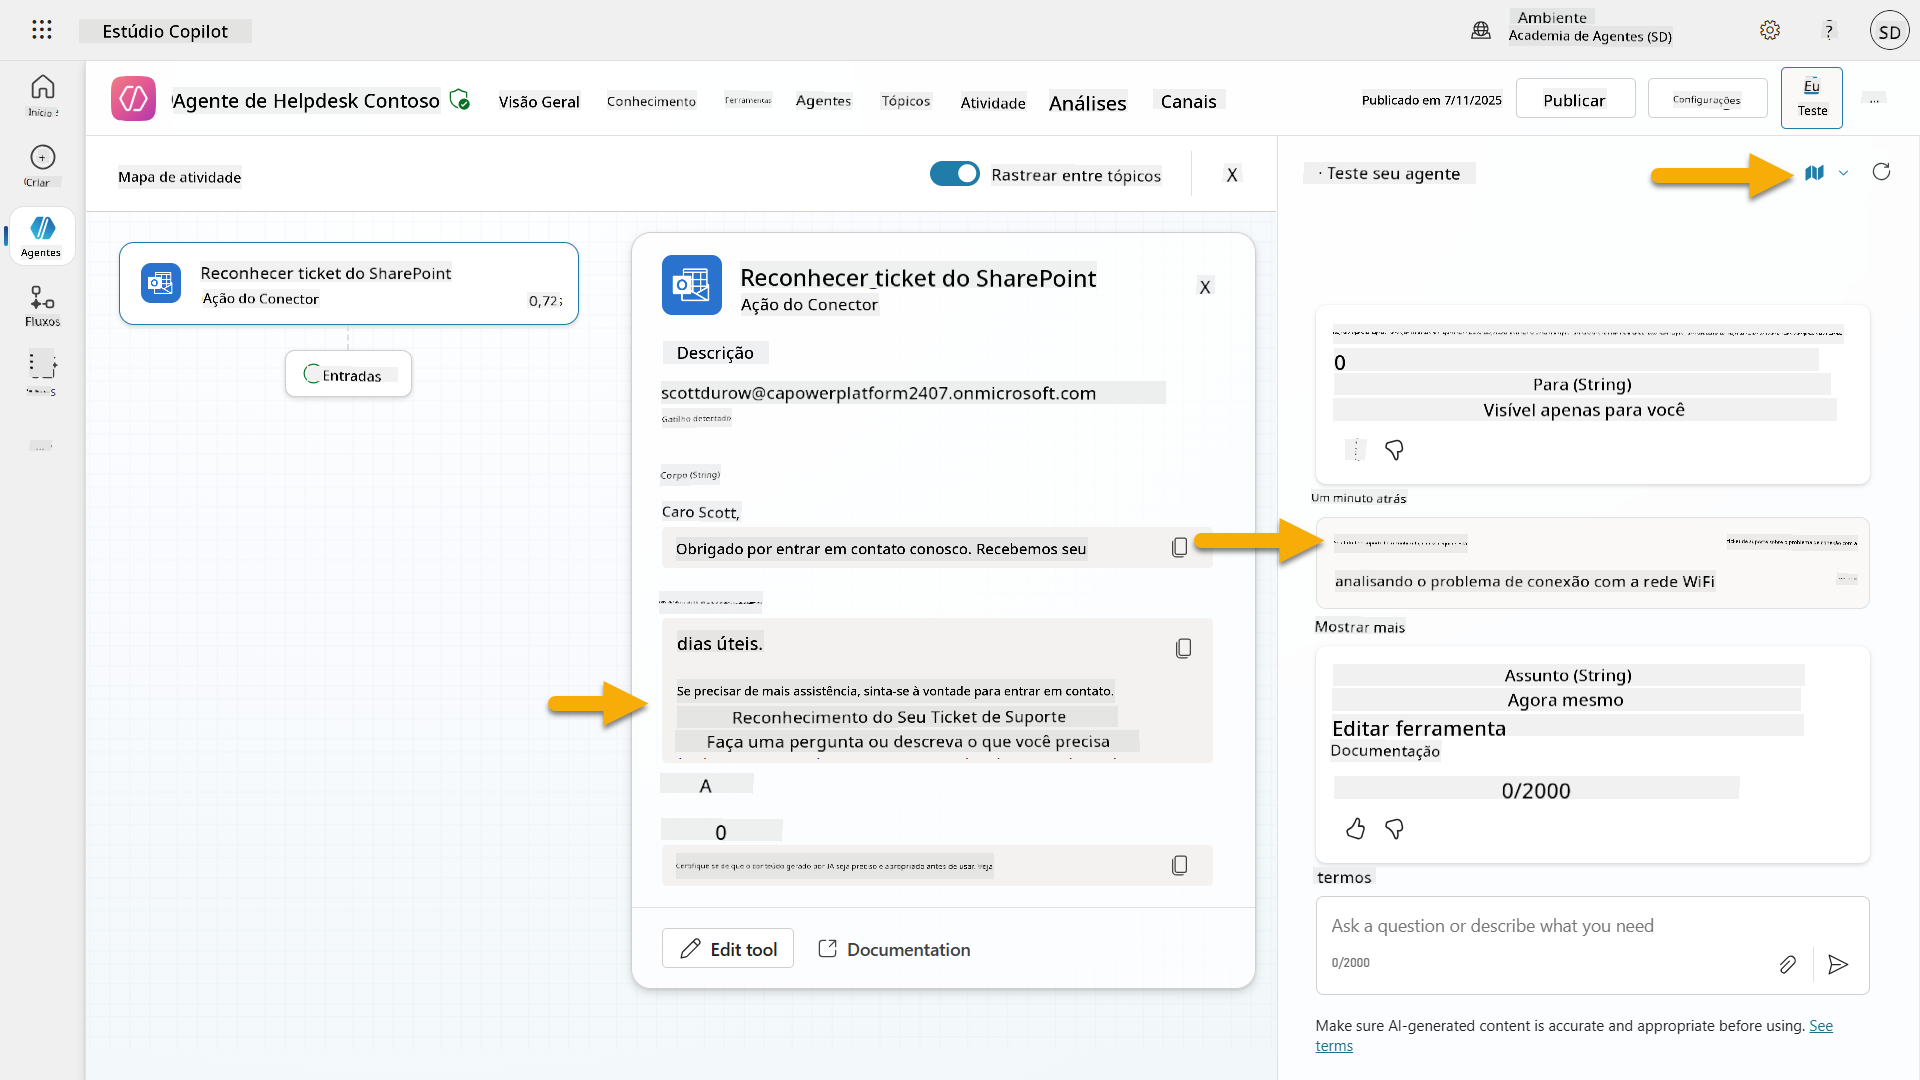 Estúdio Copilot
Ambiente
Academia de Agentes (SD)
?
SD
Início
Criar
Agentes
Fluxos
...
Agente de Helpdesk Contoso
Visão Geral
Conhecimento
Ferramentas
Agentes
Tópicos
Atividade
Análises
Canais
Publicado em 7/11/2025
Publicar
Configurações
Eu
Teste
...
Mapa de atividade
Rastrear entre tópicos
X
Reconhecer ticket do SharePoint
Ação do Conector
0,72s
Entradas
Reconhecer ticket do SharePoint
Ação do Conector
X
Descrição
scottdurow@capowerplatform2407.onmicrosoft.com
Gatilho detectado
Corpo (String)
Caro Scott,
Obrigado por entrar em contato conosco. Recebemos seu
dias úteis.
Se precisar de mais assistência, sinta-se à vontade para entrar em contato.
Reconhecimento do Seu Ticket de Suporte
Faça uma pergunta ou descreva o que você precisa
A
0
Certifique-se de que o conteúdo gerado por IA seja preciso e apropriado antes de usar. Veja
Edit tool
Documentation
· Teste seu agente
0
Para (String)
Visível apenas para você
Um minuto atrás
ticket de suporte sobre o problema de conexão com a
analisando o problema de conexão com a rede WiFi
Mostrar mais
Assunto (String)
Agora mesmo
Editar ferramenta
Documentação
0/2000
termos
Ask a question or describe what you need
0/2000
Make sure AI-generated content is accurate and appropriate before using. See
terms